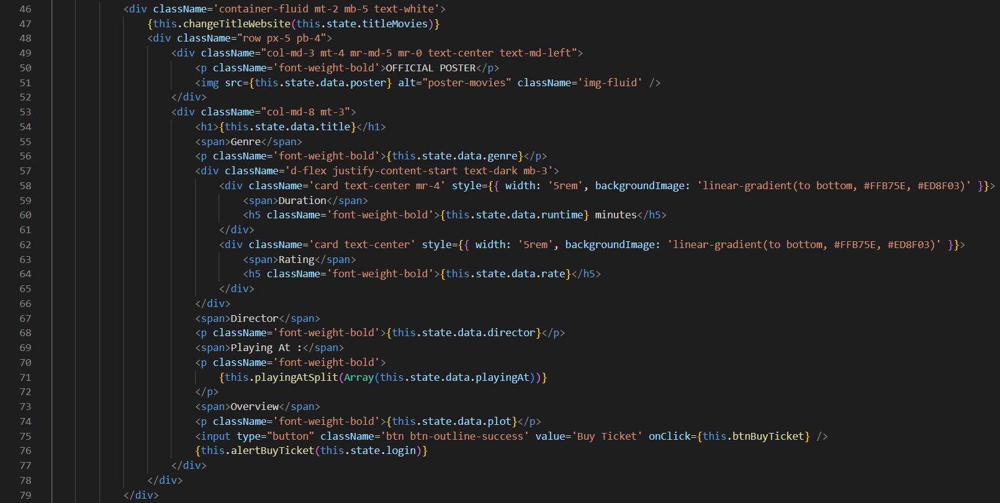 46 <div className='container-fluid mt-2 mb-5 text-white'>
47 {this.changeTitleWebsite(this.state.titleMovies)}
48 <div className="row px-5 pb-4">
49 <div className="col-md-3 mt-4 mr-md-5 mr-0 text-center text-md-left">
50 <p className='font-weight-bold'>OFFICIAL POSTER</p>
51 <img src={this.state.data.poster} alt="poster-movies" className='img-fluid' />
52 </div>
53 <div className="col-md-8 mt-3">
54 <h1>{this.state.data.title}</h1>
55 <span>Genre</span>
56 <p className='font-weight-bold'>{this.state.data.genre}</p>
57 <div className='d-flex justify-content-start text-dark mb-3'>
58 <div className='card text-center mr-4' style={{ width: '5rem', backgroundImage: 'linear-gradient(to bottom, #FFB75E, #ED8F03)' }}>
59 <span>Duration</span>
60 <h5 className='font-weight-bold'>{this.state.data.runtime} minutes</h5>
61 </div>
62 <div className='card text-center' style={{ width: '5rem', backgroundImage: 'linear-gradient(to bottom, #FFB75E, #ED8F03)' }}>
63 <span>Rating</span>
64 <h5 className='font-weight-bold'>{this.state.data.rate}</h5>
65 </div>
66 </div>
67 <span>Director</span>
68 <p className='font-weight-bold'>{this.state.data.director}</p>
69 <span>Playing At :</span>
70 <p className='font-weight-bold'>
71 {this.playingAtSplit(Array(this.state.data.playingAt))}
72 </p>
73 <span>Overview</span>
74 <p className='font-weight-bold'>{this.state.data.plot}</p>
75 <input type="button" className='btn btn-outline-success' value='Buy Ticket' onClick={this.btnBuyTicket} />
76 {this.alertBuyTicket(this.state.login)}
77 </div>
78 </div>
79 </div>